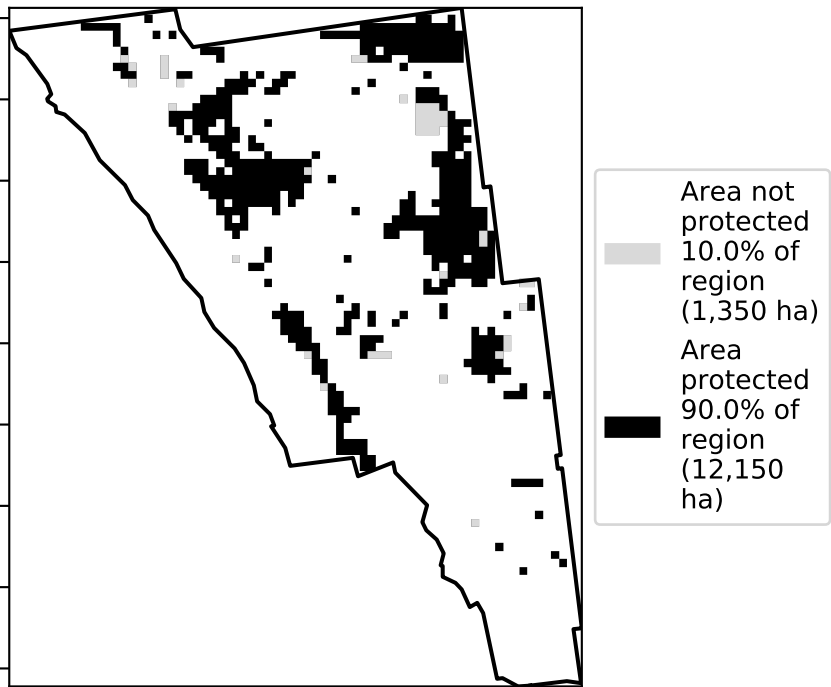 Area not
protected
10.0% of
region
(1,350 ha)
Area
protected
90.0% of
region
(12,150
ha)